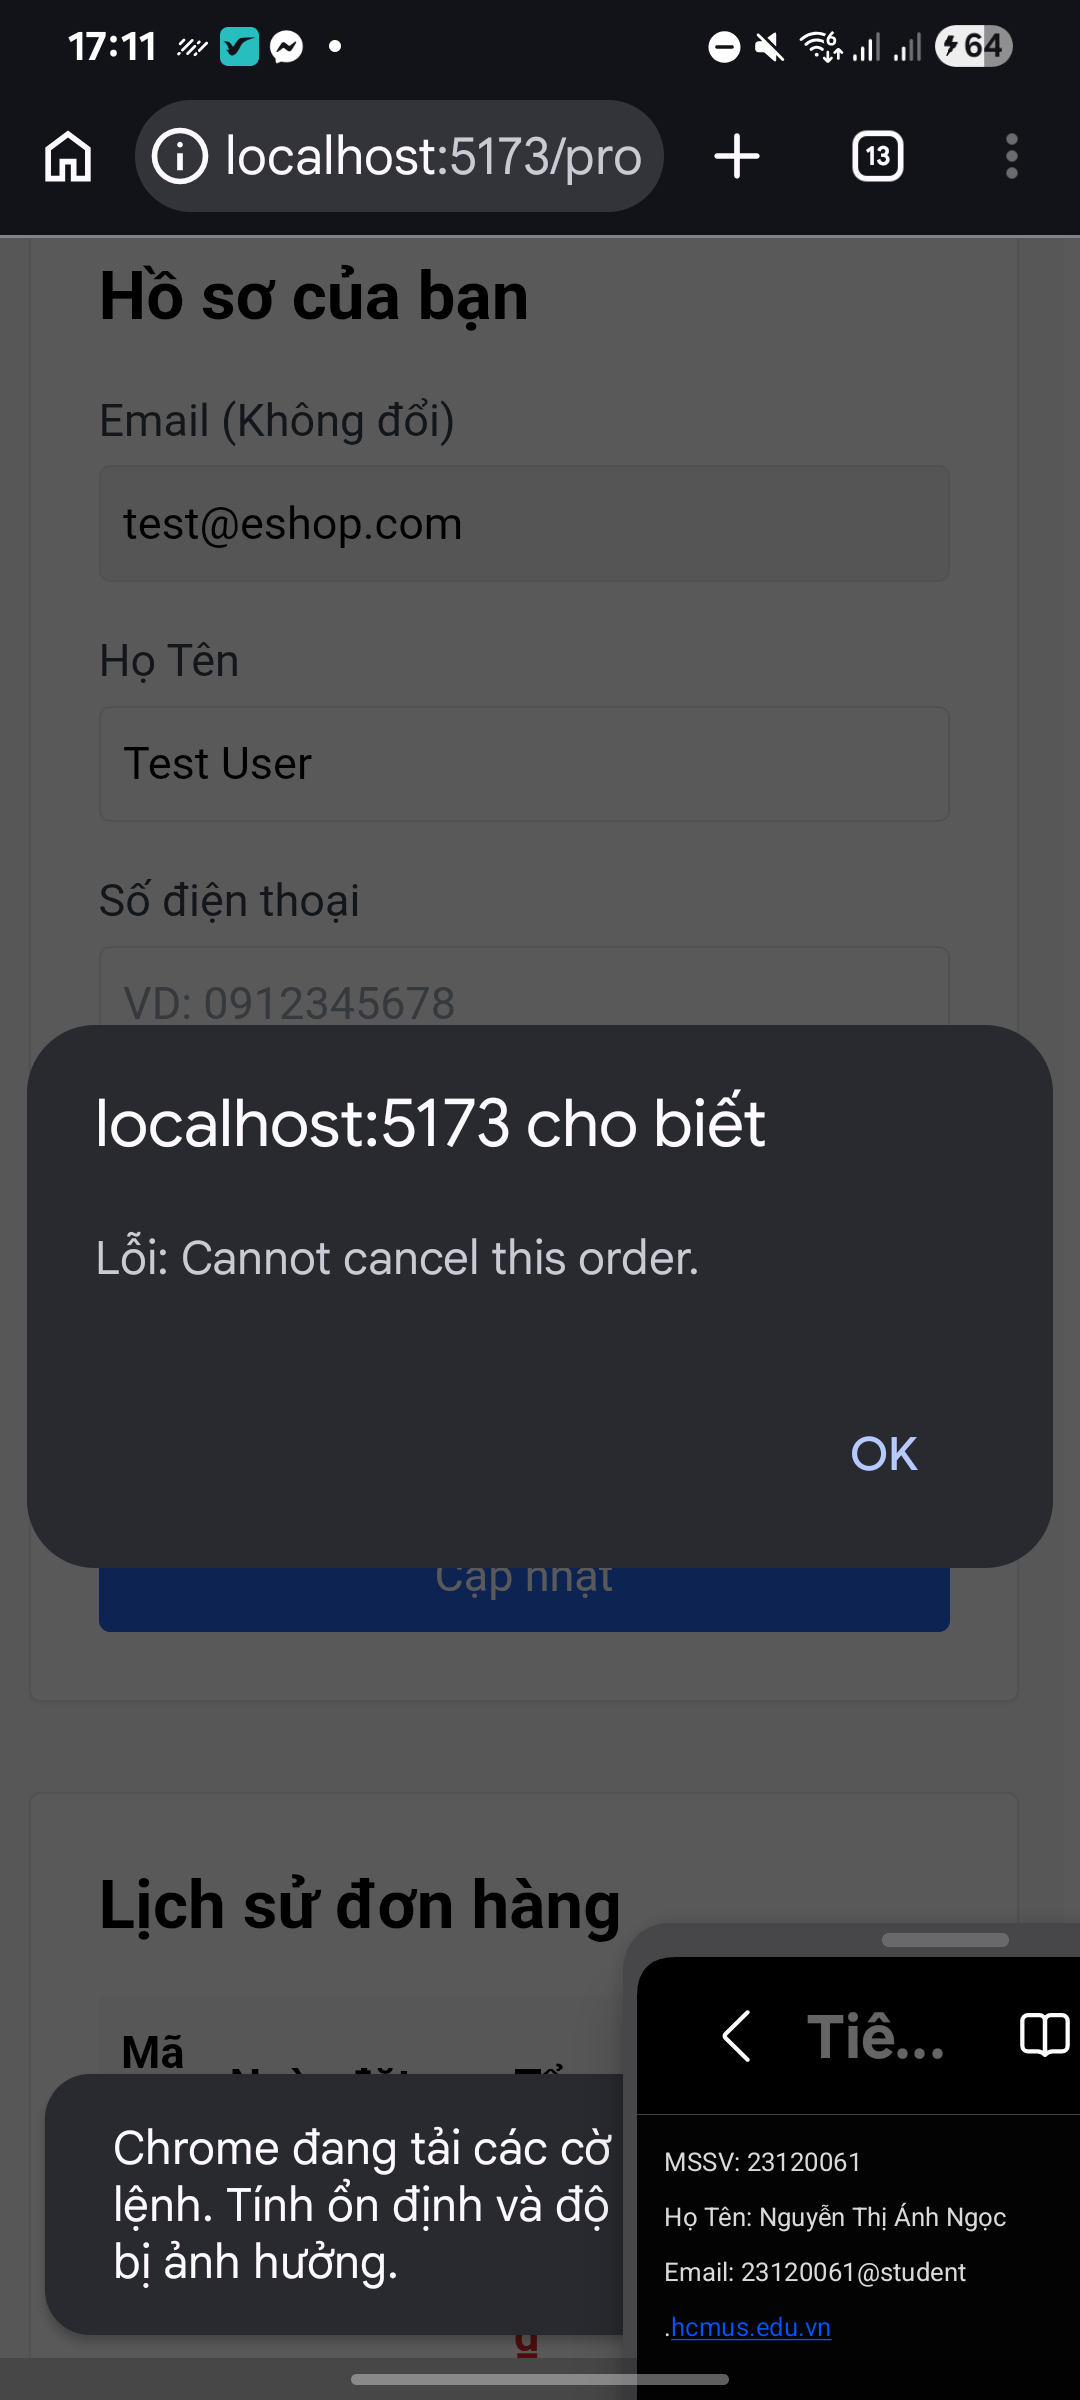 17:11
64
localhost:5173/pro
13
Hồ sơ của bạn
Email (Không đổi)
test@eshop.com
Họ Tên
Test User
Số điện thoại
VD: 0912345678
localhost:5173 cho biết
Lỗi: Cannot cancel this order.
OK
Cập nhật
Lịch sử đơn hàng
Mã
Chrome đang tải các cờ
lệnh. Tính ổn định và độ
bị ảnh hưởng.
Tiê...
MSSV: 23120061
Họ Tên: Nguyễn Thị Ánh Ngọc
Email: 23120061@student
.hcmus.edu.vn